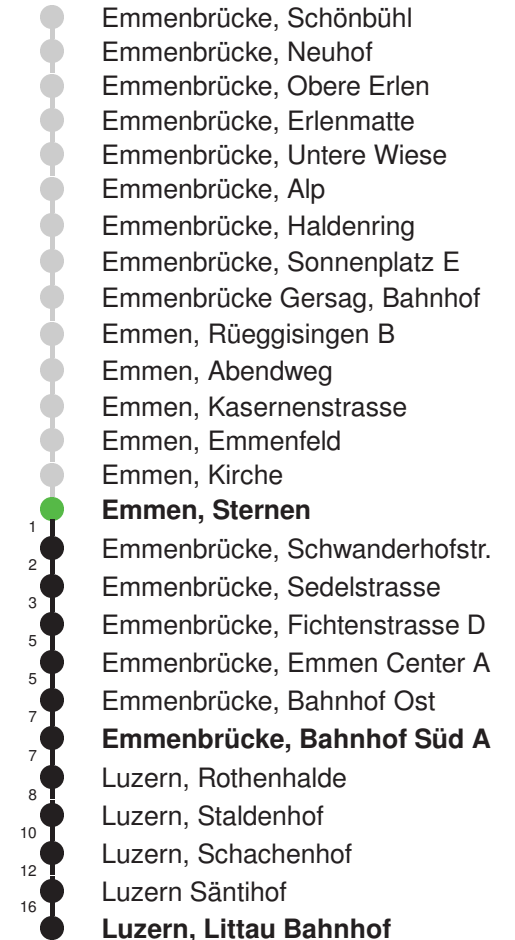 Emmenbrücke, Schönbühl
Emmenbrücke, Neuhof
Emmenbrücke, Obere Erlen
Emmenbrücke, Erlenmatte
Emmenbrücke, Untere Wiese
Emmenbrücke, Alp
Emmenbrücke, Haldenring
Emmenbrücke, Sonnenplatz E
Emmenbrücke Gersag, Bahnhof
Emmen, Rüeggisingen B
Emmen, Abendweg
Emmen, Kasernenstrasse
Emmen, Emmenfeld
Emmen, Kirche
Emmen, Sternen
1
Emmenbrücke, Schwanderhofstr.
2
Emmenbrücke, Sedelstrasse
3
Emmenbrücke, Fichtenstrasse D
5
Emmenbrücke, Emmen Center A
5
Emmenbrücke, Bahnhof Ost
7
Emmenbrücke, Bahnhof Süd A
7
Luzern, Rothenhalde
8
Luzern, Staldenhof
10
Luzern, Schachenhof
12
Luzern Säntihof
16
Luzern, Littau Bahnhof